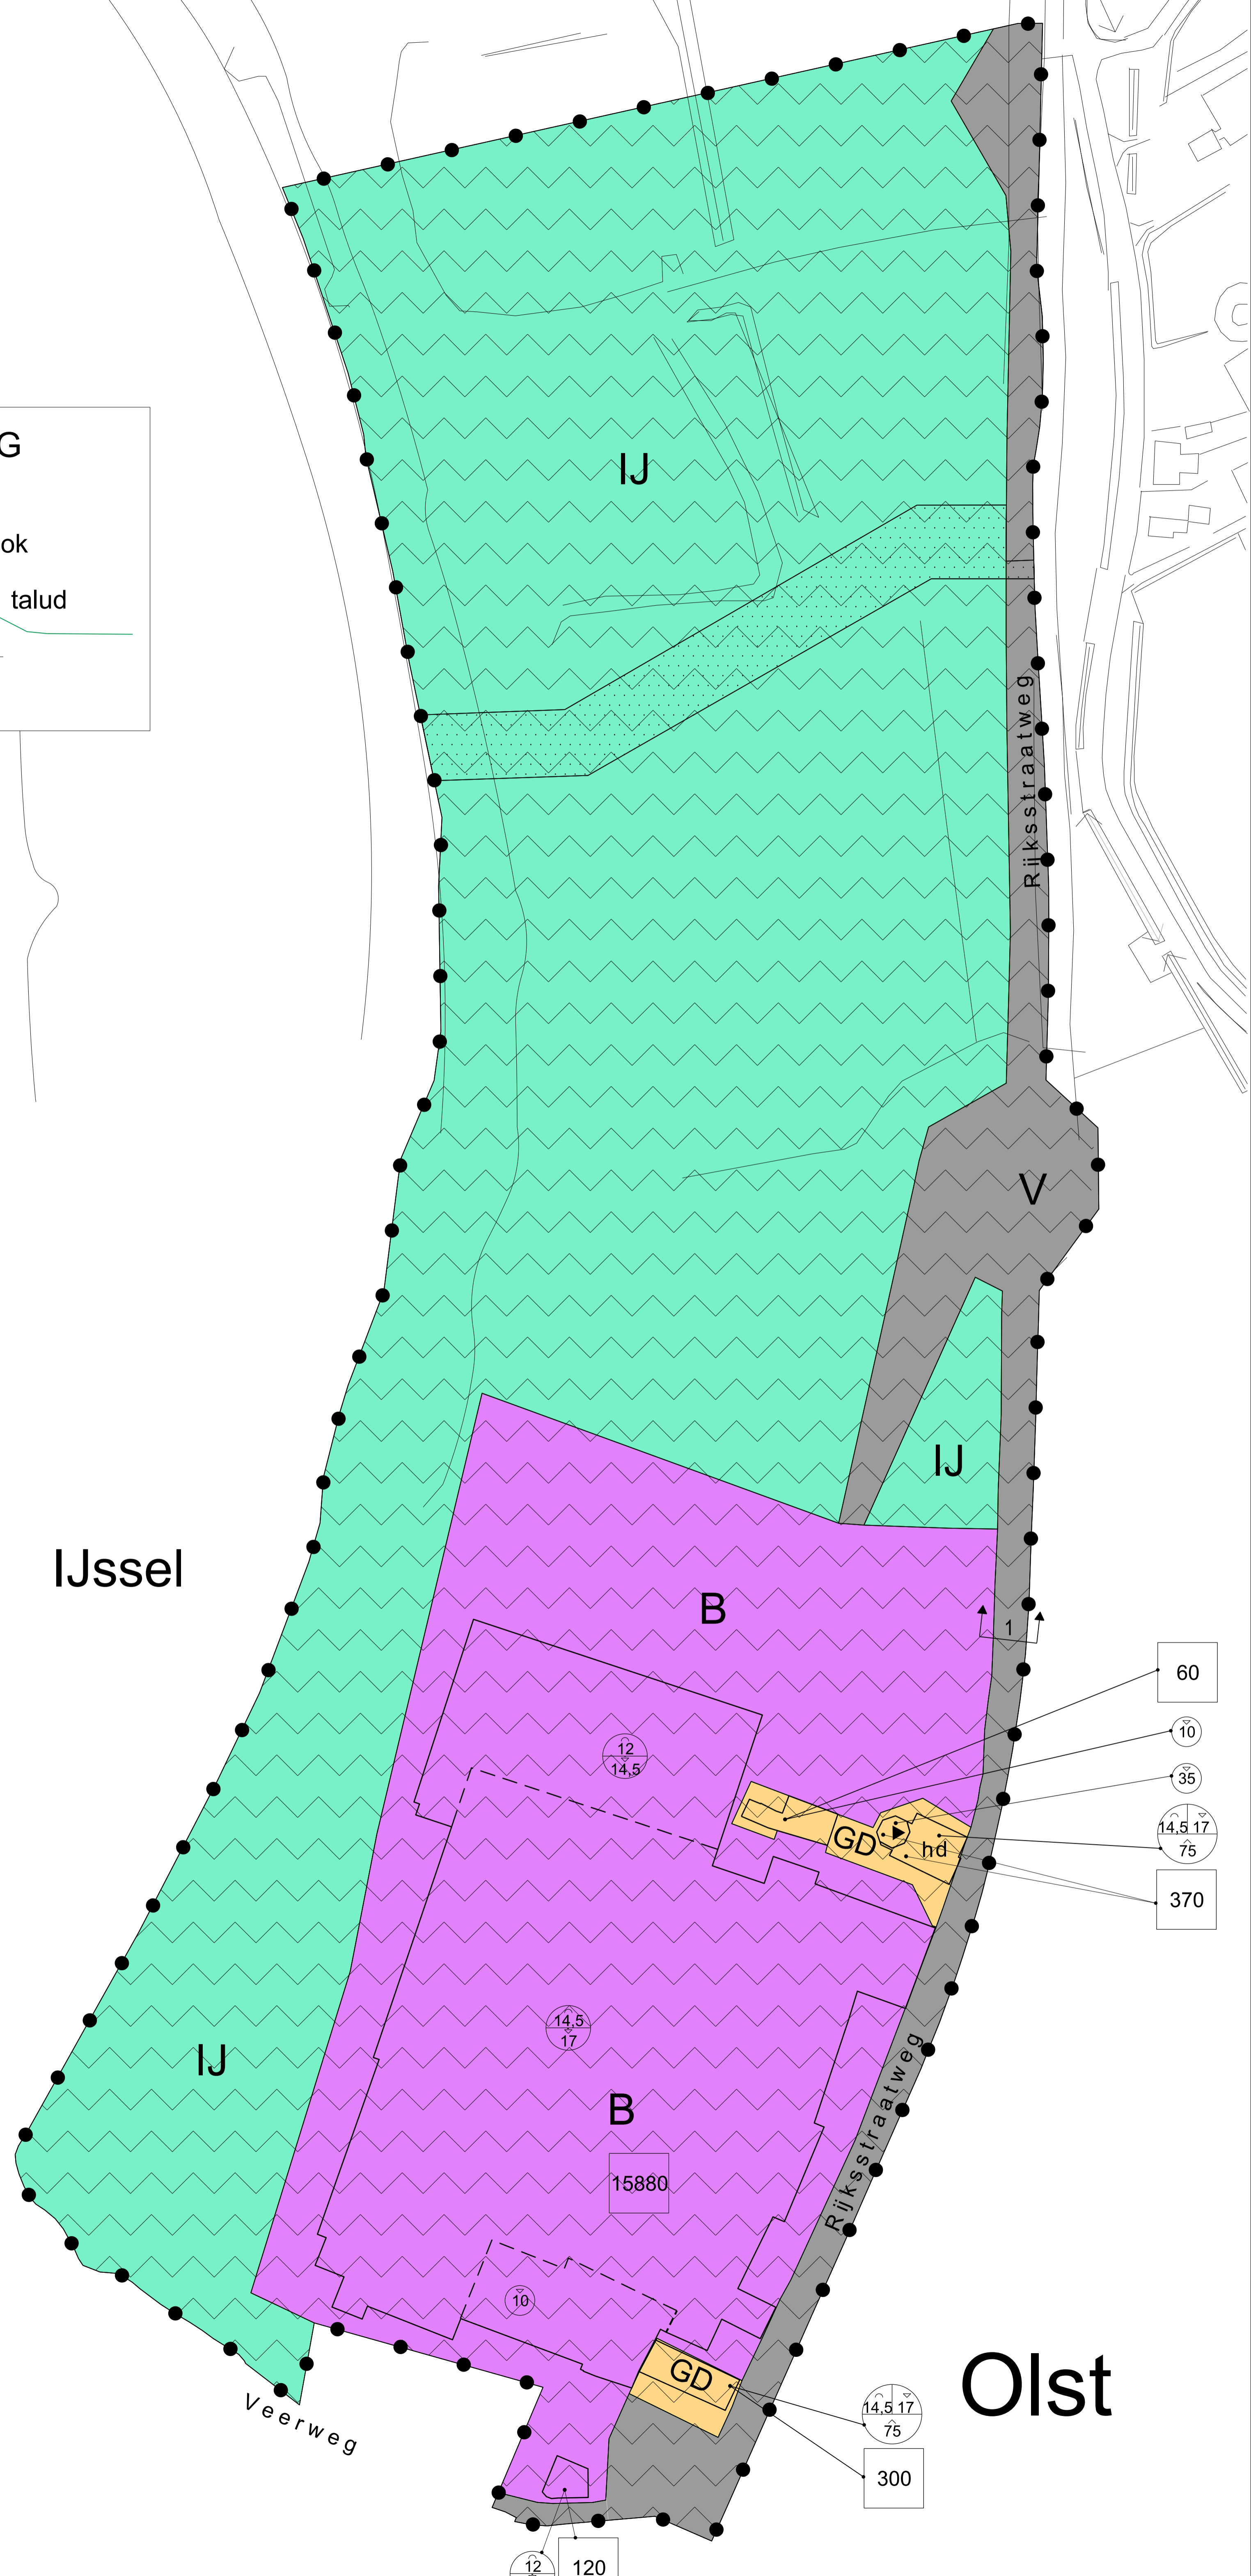 G
ok
talud
IJ
Rijksstraatweg
V
IJ
IJssel
B
1
60
12
14,5
10
35
GD
hd
14,5 17
75
370
14,5
17
IJ
B
Rijksstraatweg
15880
10
GD
Olst
Veerweg
14,5 17
75
300
12
120